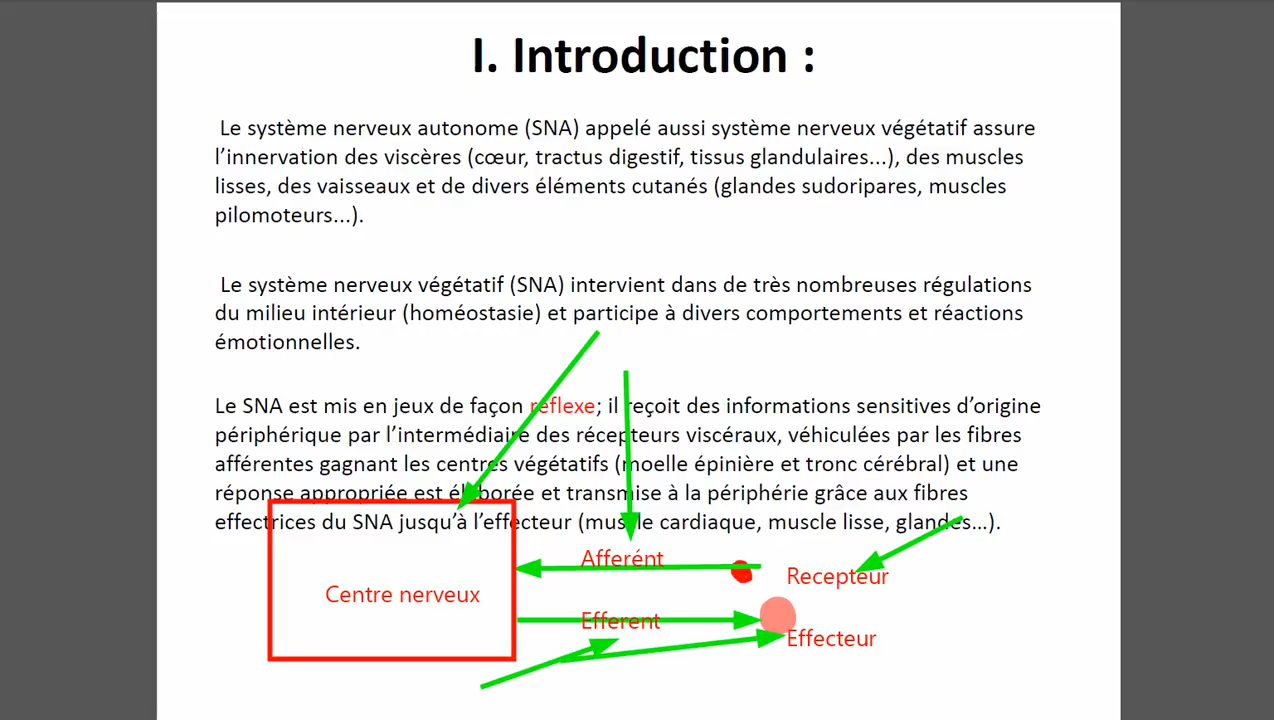 I. Introduction :
Le système nerveux autonome (SNA) appelé aussi système nerveux végétatif assure
l’innervation des viscères (cœur, tractus digestif, tissus glandulaires...), des muscles
lisses, des vaisseaux et de divers éléments cutanés (glandes sudoripares, muscles
pilomoteurs...).
Le système nerveux végétatif (SNA) intervient dans de très nombreuses régulations
du milieu intérieur (homéostasie) et participe à divers comportements et réactions
émotionnelles.
Le SNA est mis en jeux de façon réflexe; il reçoit des informations sensitives d’origine
périphérique par l’intermédiaire des récepteurs viscéraux, véhiculées par les fibres
afférentes gagnant les centres végétatifs (moelle épinière et tronc cérébral) et une
réponse appropriée est élaborée et transmise à la périphérie grâce aux fibres
effectrices du SNA jusqu’à l’effecteur (muscle cardiaque, muscle lisse, glandes…).
Afferént
Recepteur
Centre nerveux
Efferent
Effecteur